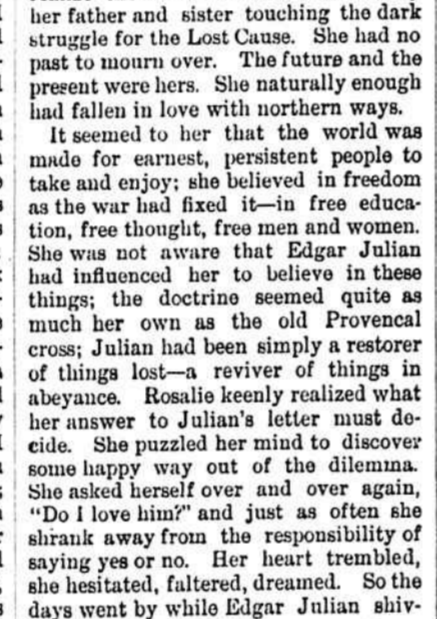 her father and sister touching the dark
struggle for the Lost Cause. She had no
past to mourn over. The future and the
present were hers. She naturally enough
had fallen in love with northern ways.
It seemed to her that the world was
made for earnest, persistent people to
take and enjoy; she believed in freedom
as the war had fixed it—in free educa-
tion, free thought, free men and women.
She was not aware that Edgar Julian
had influenced her to believe in these
things; the doctrine seemed quite as
much her own as the old Provencal
cross; Julian had been simply a restorer
of things lost—a reviver of things in
abeyance. Rosalie keenly realized what
her answer to Julian's letter must de-
cide. She puzzled her mind to discover
some happy way out of the dilemma.
She asked herself over and over again,
"Do I love him?" and just as often she
shrank away from the responsibility of
saying yes or no. Her heart trembled,
she hesitated, faltered, dreamed. So the
days went by while Edgar Julian shiv-